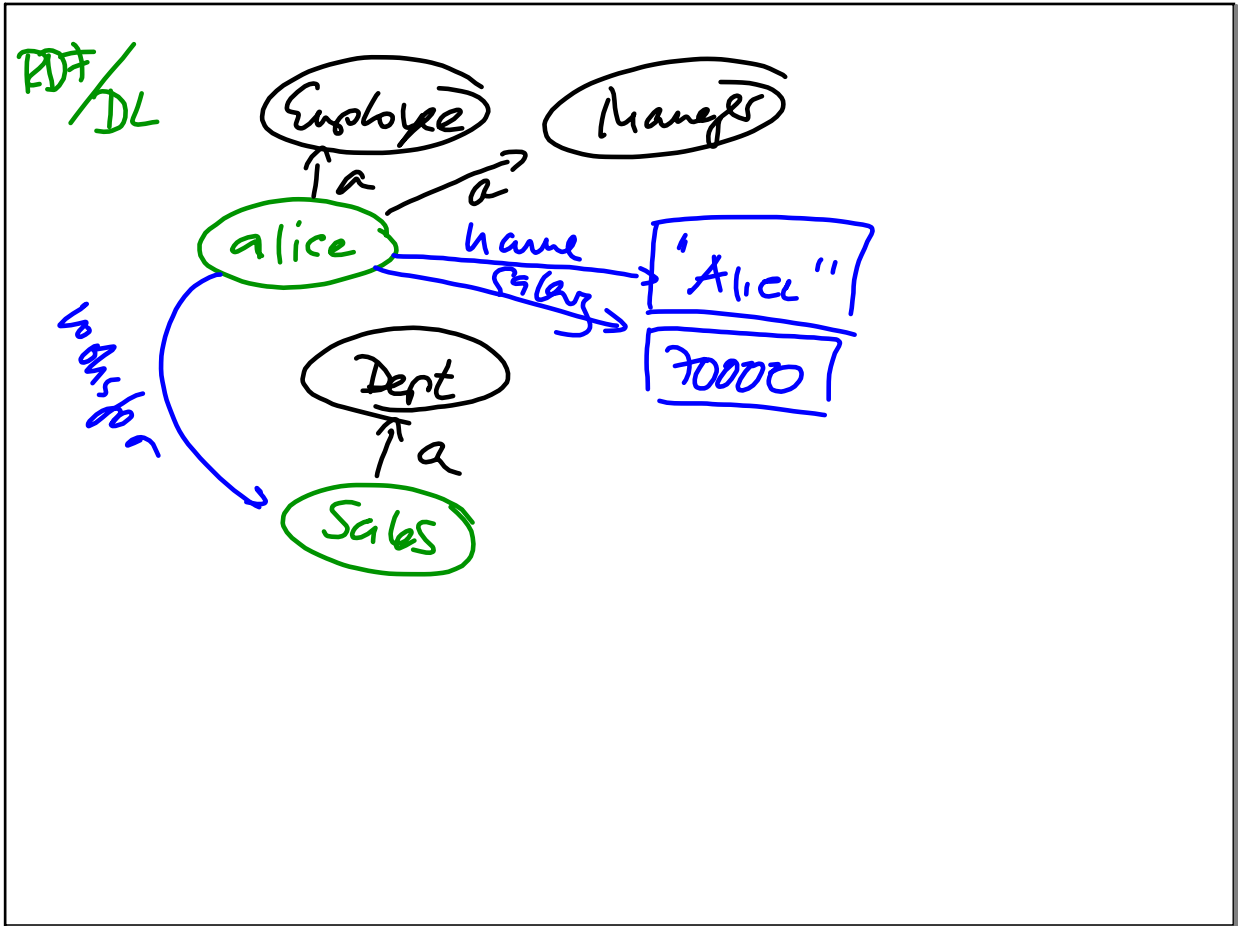 RDF/DL
Employee
Manager
a
a
alice
name
"Alice"
salary
70000
worksfor
Dept
a
Sales